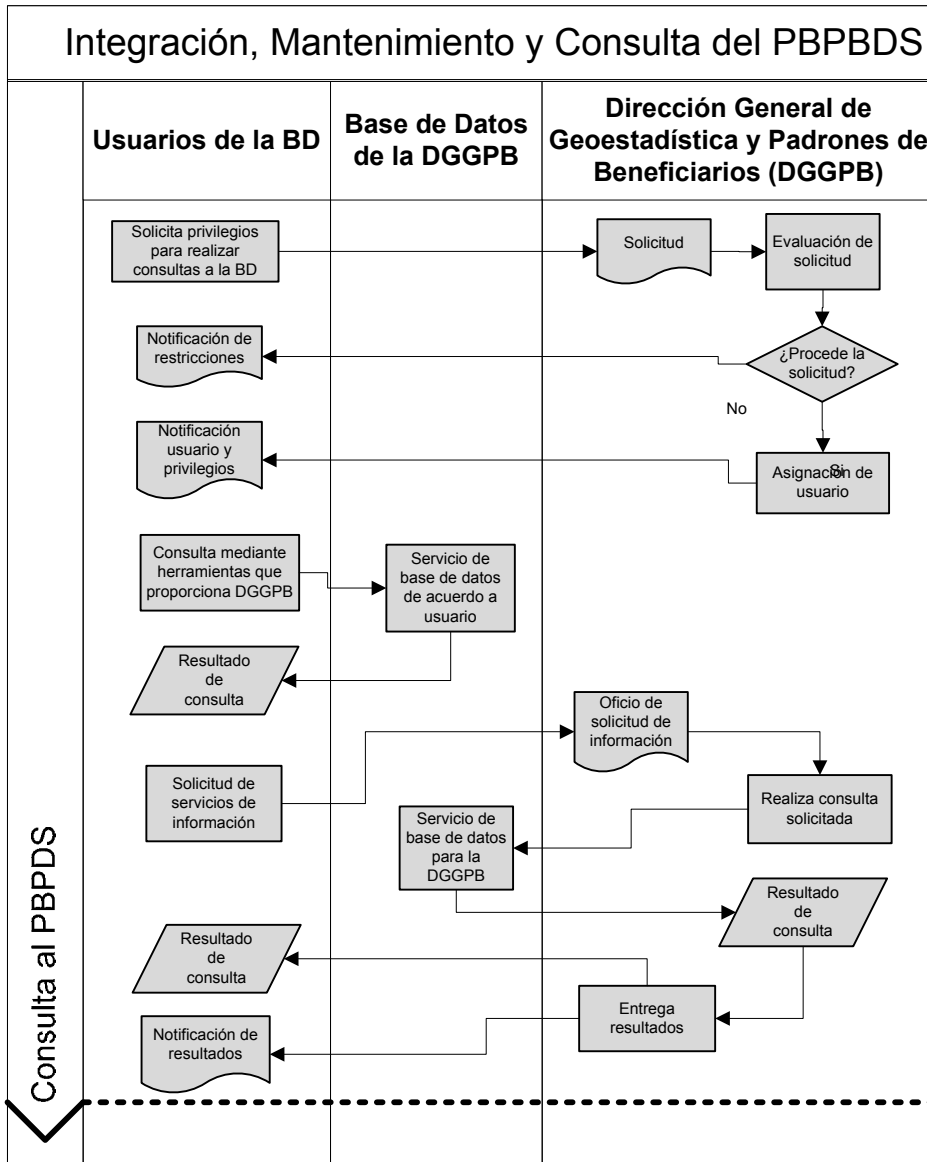 Integración, Mantenimiento y Consulta del PBPBDS
Usuarios de la BD
Base de Datos
de la DGGPB
Dirección General de
Geoestadística y Padrones de
Beneficiarios (DGGPB)
Solicita privilegios
para realizar
consultas a la BD
Solicitud
Evaluación de
solicitud
Notificación de
restricciones
¿Procede la
solicitud?
No
Notificación
usuario y
privilegios
Si
Asignación de
usuario
Consulta mediante
herramientas que
proporciona DGGPB
Servicio de
base de datos
de acuerdo a
usuario
Resultado
de
consulta
Oficio de
solicitud de
información
Solicitud de
servicios de
información
Realiza consulta
solicitada
Servicio de
base de datos
para la
DGGPB
Resultado
de
consulta
Resultado
de
consulta
Entrega
resultados
Notificación de
resultados
Consulta al PBPDS